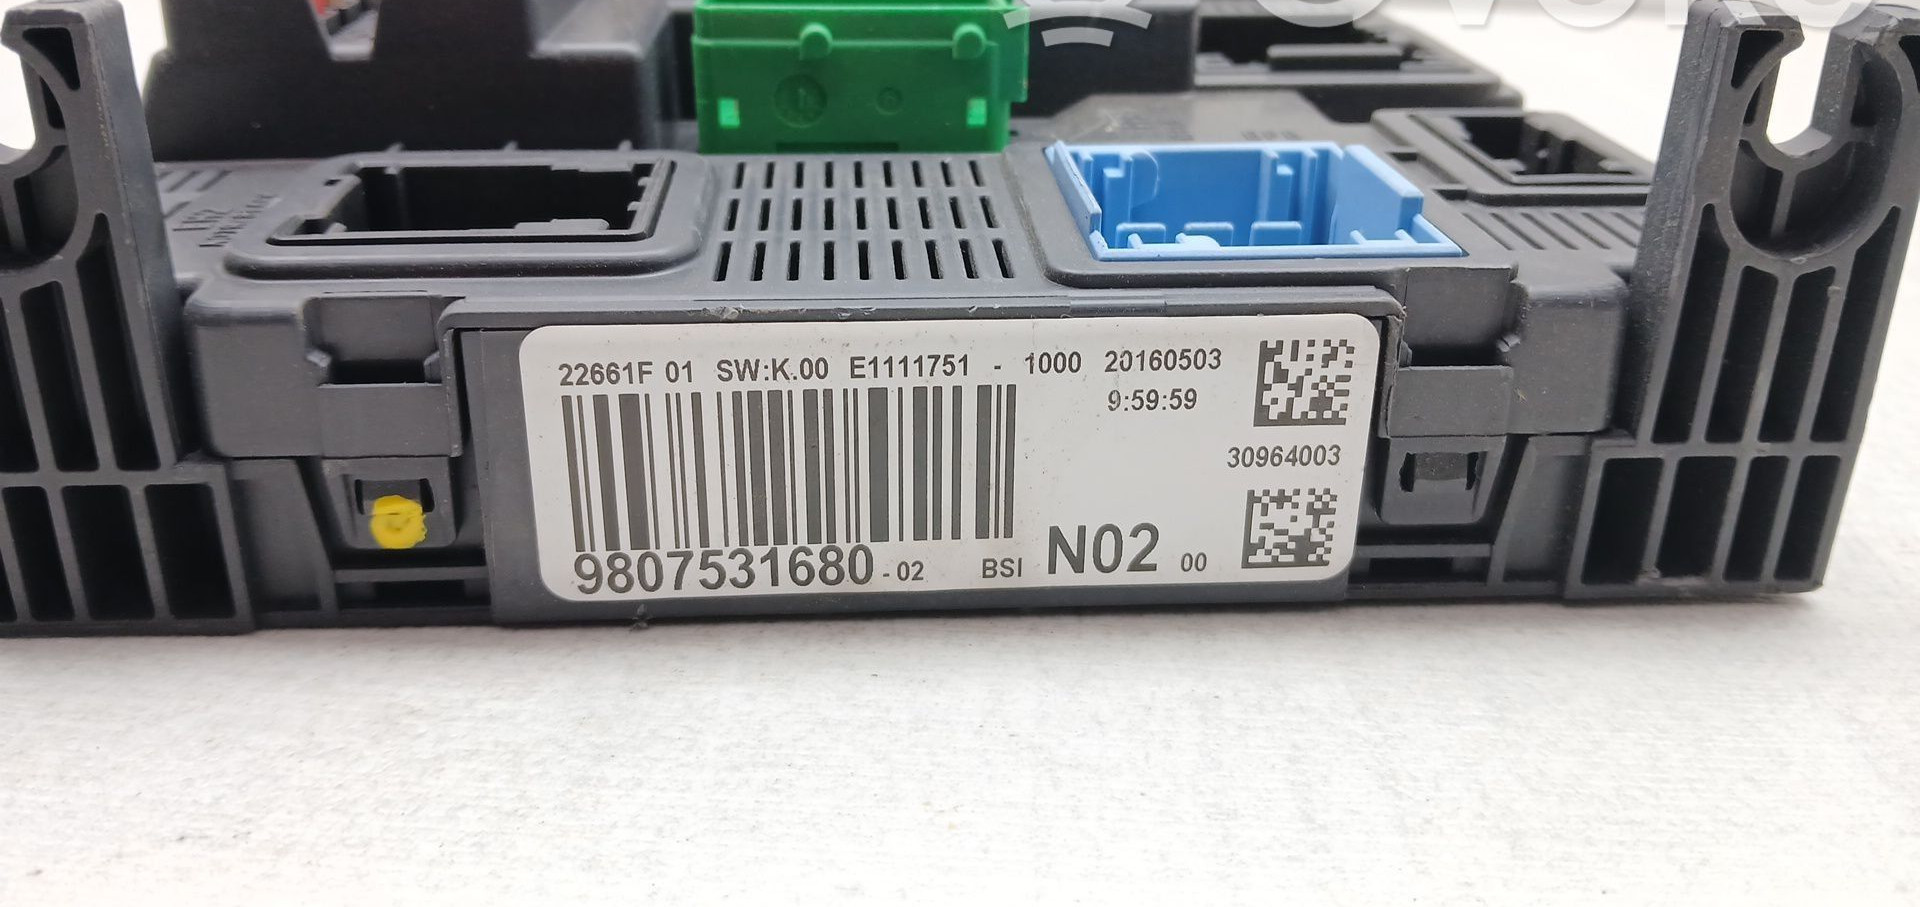 22661F 01 SW:K.00 E1111751 - 1000 20160503
9:59:59
30964003
9807531680 - 02 BSI N02 00